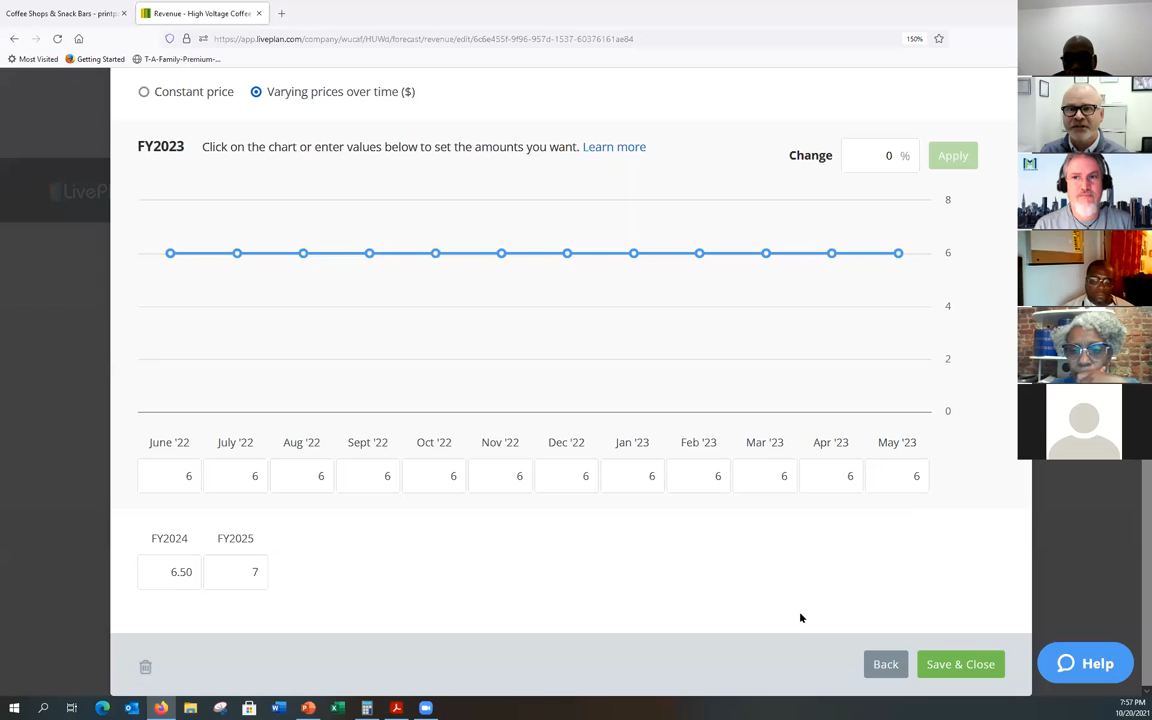 Coffee Shops & Snack Bars - printp
Revenue - High Voltage Coffee
https://app.liveplan.com/company/wucaf/HUWd/forecast/revenue/edit/6c6e455f-9f96-957d-1537-60376161ae84
150%
Most Visited
Getting Started
T-A-Family-Premium-...
Constant price
Varying prices over time ($)
FY2023 Click on the chart or enter values below to set the amounts you want. Learn more
Change 0 % Apply
LivePl
8
6
4
2
0
June '22 July '22 Aug '22 Sept '22 Oct '22 Nov '22 Dec '22 Jan '23 Feb '23 Mar '23 Apr '23 May '23
6 6 6 6 6 6 6 6 6 6 6 6
FY2024 FY2025
6.50 7
Back Save & Close
Help
7:57 PM
10/20/2021